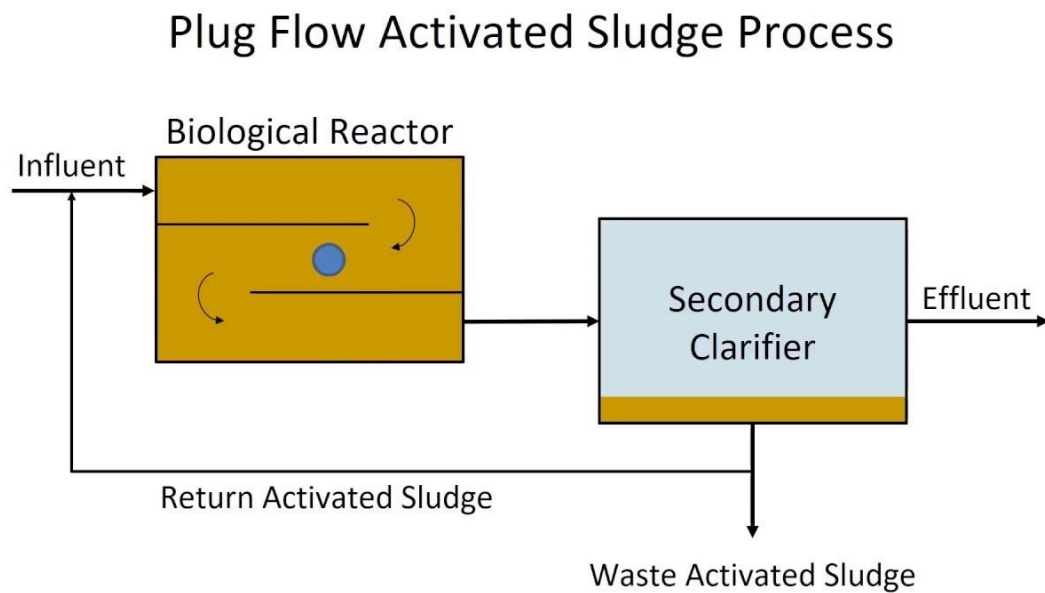 Plug Flow Activated Sludge Process
Biological Reactor
Influent
Secondary
Clarifier
Effluent
Return Activated Sludge
Waste Activated Sludge